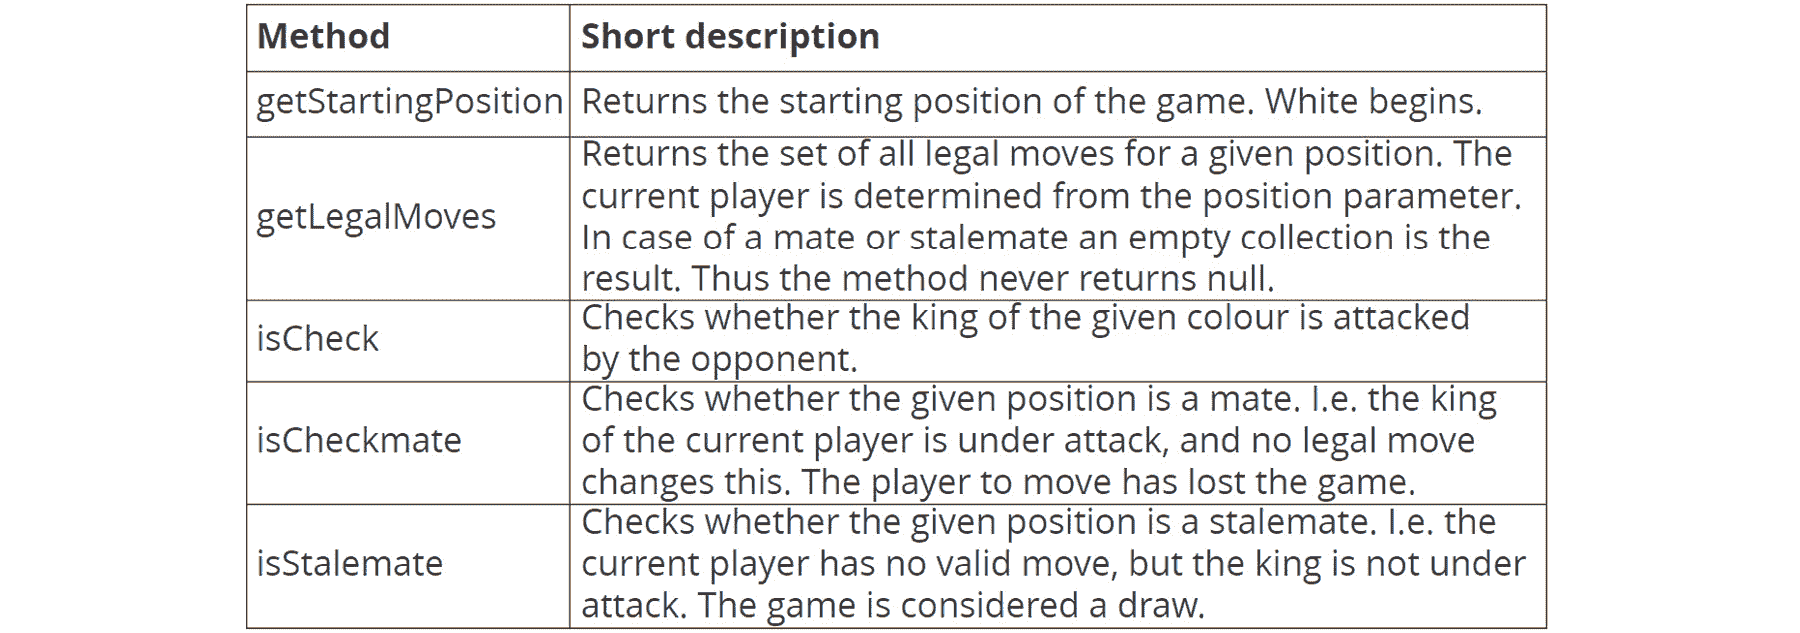 Method Short description
getStartingPosition Returns the starting position of the game. White begins.
getLegalMoves
Returns the set of all legal moves for a given position. The
current player is determined from the position parameter.
In case of a mate or stalemate an empty collection is the
result. Thus the method never returns null.
isCheck
Checks whether the king of the given colour is attacked
by the opponent.
isCheckmate
Checks whether the given position is a mate. I.e. the king
of the current player is under attack, and no legal move
changes this. The player to move has lost the game.
isStalemate
Checks whether the given position is a stalemate. I.e. the
current player has no valid move, but the king is not under
attack. The game is considered a draw.